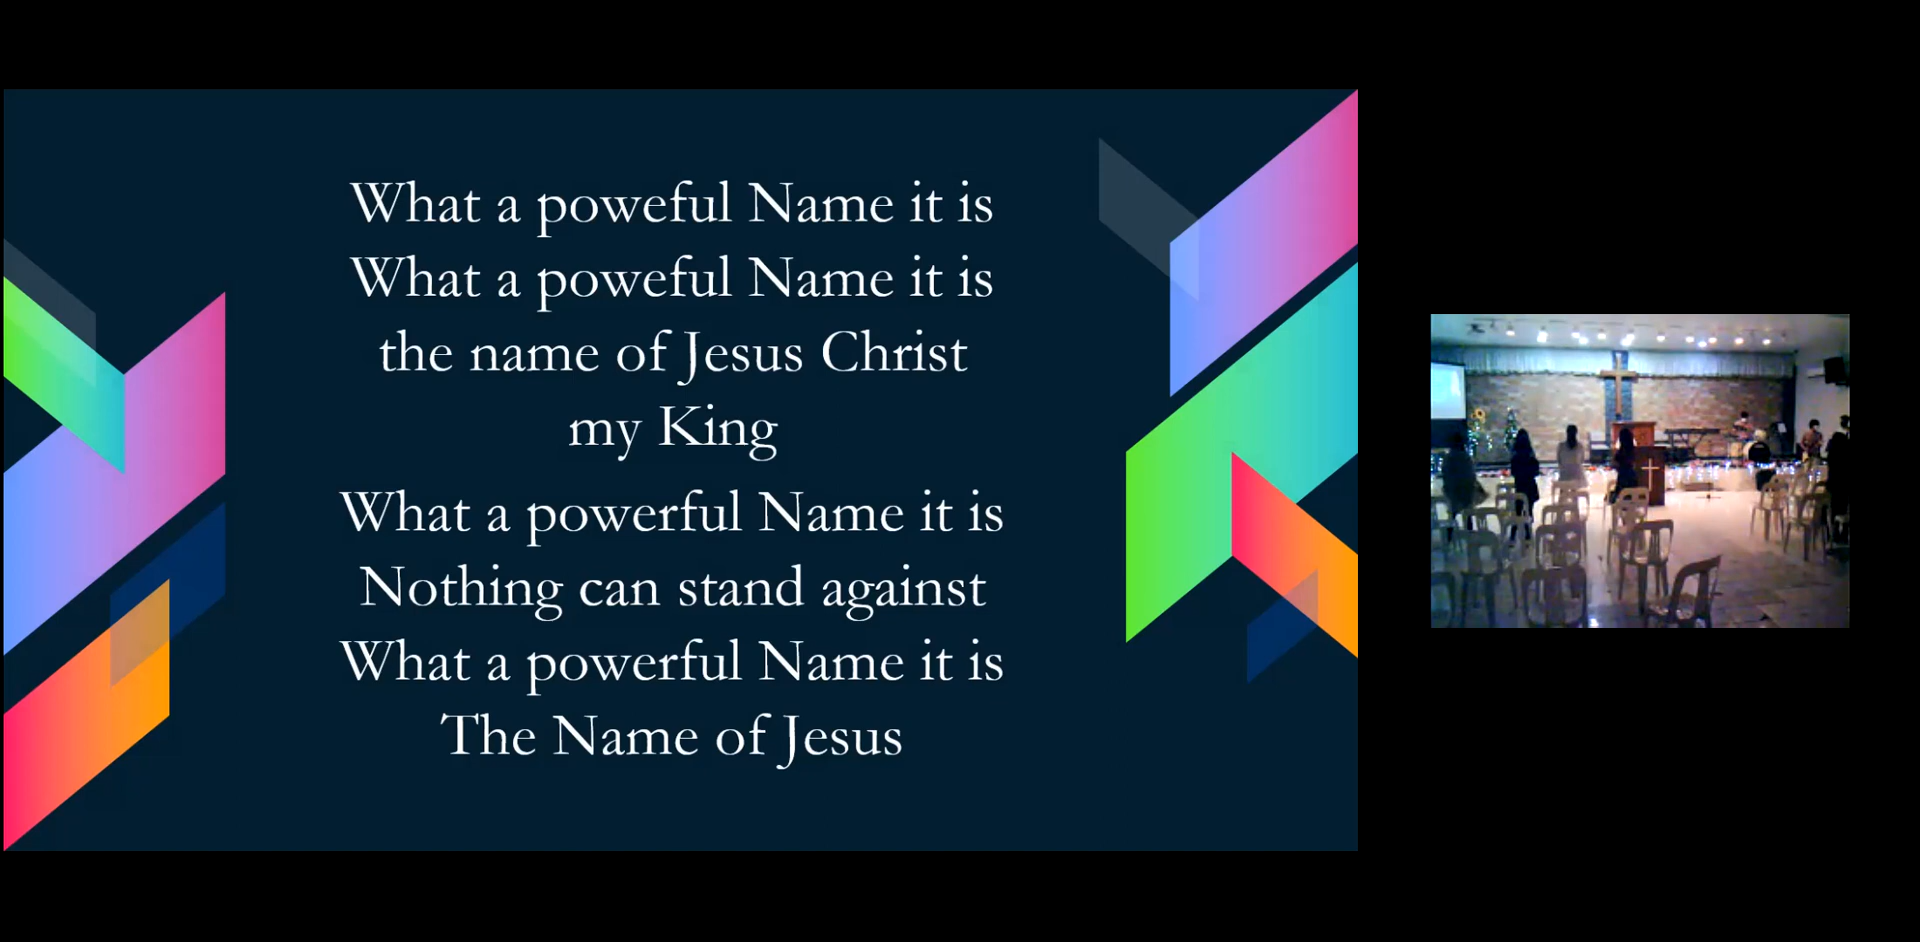 What a poweful Name it is
What a poweful Name it is
the name of Jesus Christ
my King
What a powerful Name it is
Nothing can stand against
What a powerful Name it is
The Name of Jesus